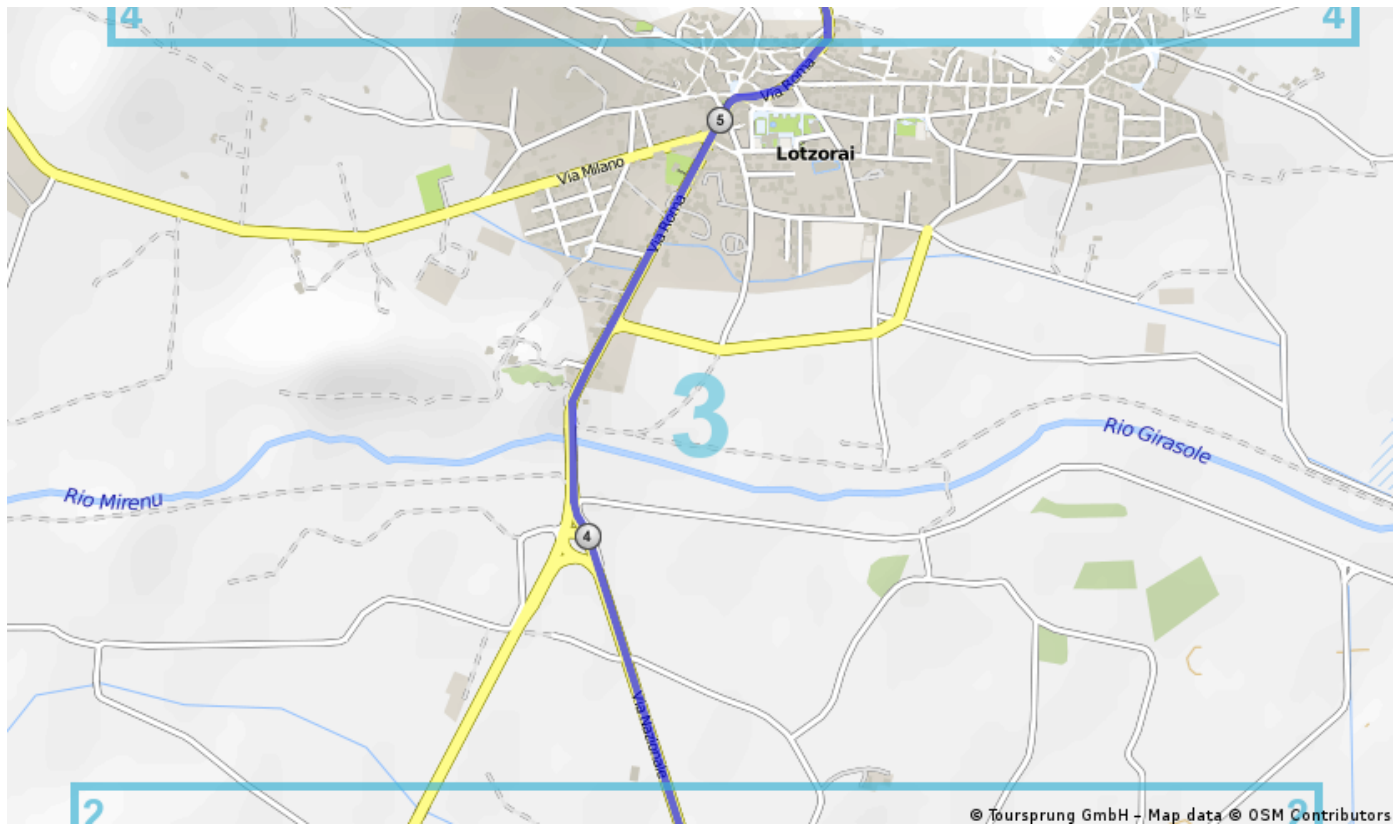 4
4
Via Roma
5
Lotzorai
Via Milano
Via Roma
3
Rio Girasole
Rio Mirenu
4
Via Nazionale
2
2
© Toursprung GmbH – Map data © OSM Contributors